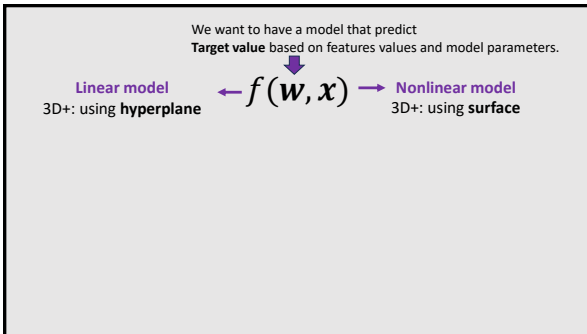 We want to have a model that predict
Target value based on features values and model parameters.
Linear model
3D+: using hyperplane
f(w, x)
Nonlinear model
3D+: using surface